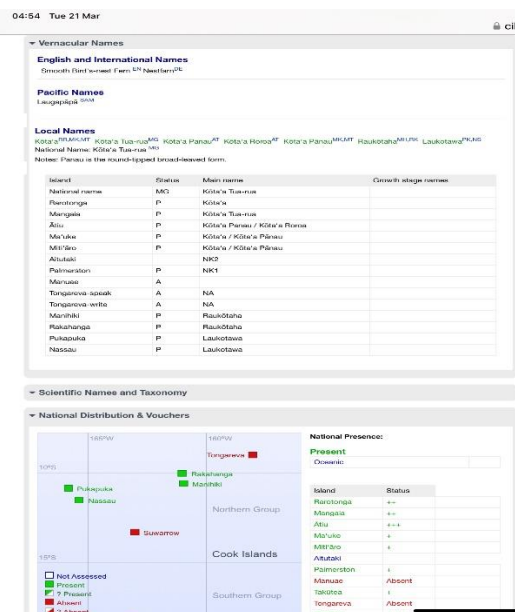 04:54 Tue 21 Mar
Vernacular Names
English and International Names
Smooth Bird's-nest Fern EN Nestfarn DE
Pacific Names
Laugapāpā SAM
Local Names
National Name: Kōta'a Tua-rua MG
Notes: Panau is the round-tipped broad-leaved form.
Island Status Main name Growth stage names
National name MG Kōta'a Tua-rua
Rarotonga P Kōta'a
Mangaia P Kōta'a Tua-rua
Ātiu P Kōta'a Panau / Kōta'a Roroa
Ma'uke P Kōta'a / Kōta'a Pānau
Miti'āro P Kōta'a / Kōta'a Pānau
Aitutaki NK2
Palmerston P NK1
Manuae A
Tongareva-speak A NA
Tongareva-write A NA
Manihiki P Raukōtaha
Rakahanga P Raukōtaha
Pukapuka P Laukotawa
Nassau P Laukotawa
Scientific Names and Taxonomy
National Distribution & Vouchers
165°W 160°W
Tongareva
10°S
Rakahanga
Manihiki
Pukapuka
Nassau
Northern Group
Suwarrow
15°S
Cook Islands
Not Assessed
Present
? Present
Absent
? Absent
Southern Group
National Presence:
Present
Oceanic
Island Status
Rarotonga ++
Mangaia ++
Atiu +++
Ma'uke +
Miti'āro +
Aitutaki
Palmerston +
Manuae Absent
Takūtea +
Tongareva Absent